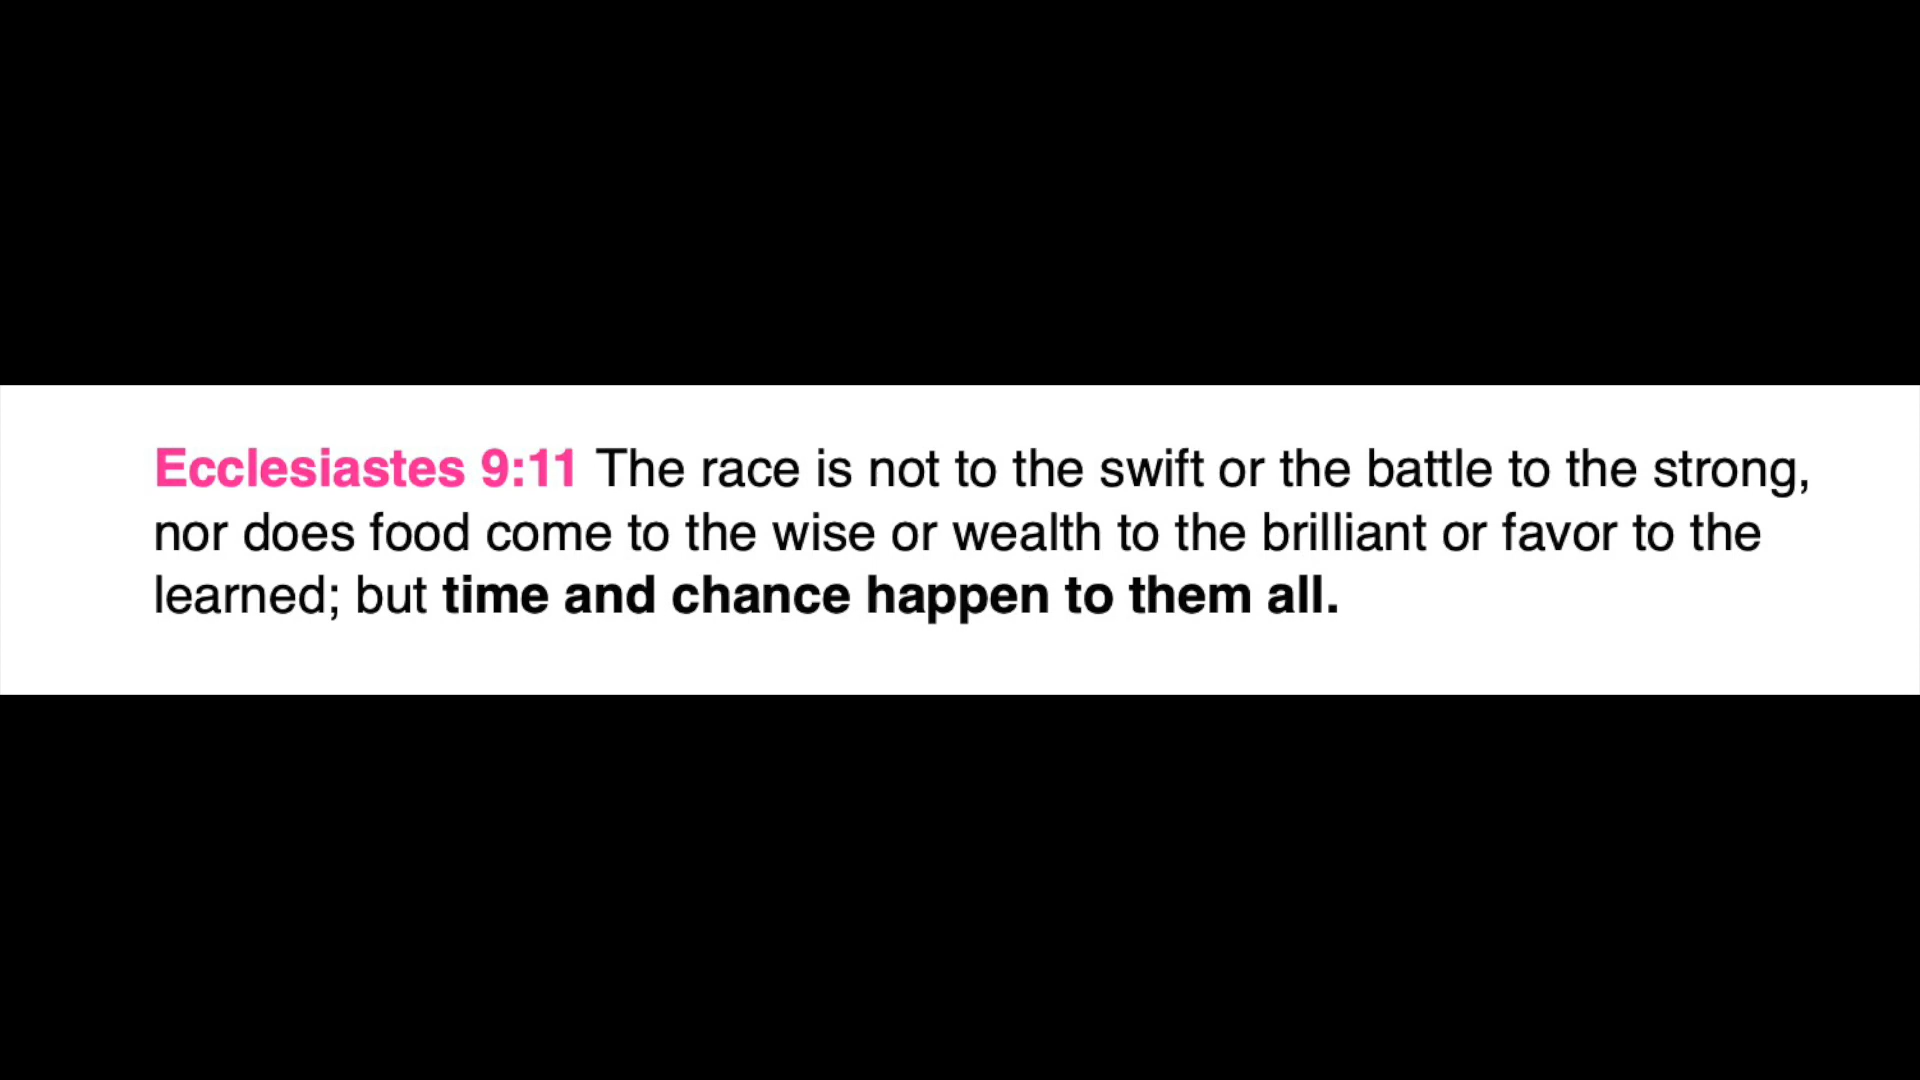 Ecclesiastes 9:11 The race is not to the swift or the battle to the strong,
nor does food come to the wise or wealth to the brilliant or favor to the
learned; but time and chance happen to them all.